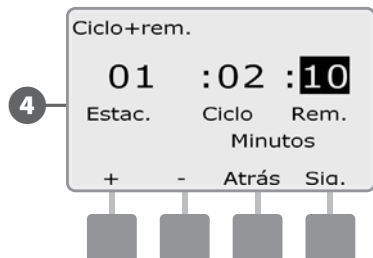 Ciclo+rem.
01 :02 :10
4
Estac. Ciclo Rem.
Minutos
+ - Atrás Sig.